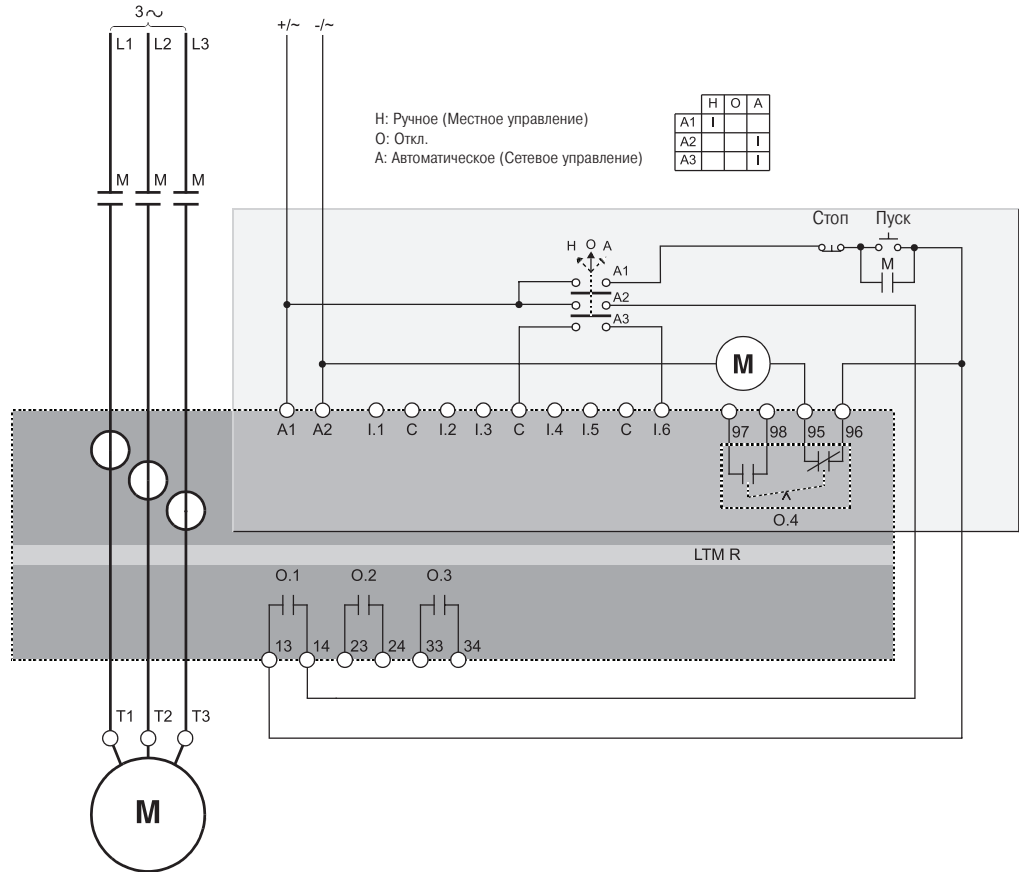 3~
L1 L2 L3
+/~ -/~
H: Ручное (Местное управление)
O: Откл.
A: Автоматическое (Сетевое управление)
H O A
A1 I
A2 I
A3 I
M M M
Стоп Пуск
H O A
A1
M
A2
A3
M
A1 A2 I.1 C I.2 I.3 C I.4 I.5 C I.6
97 98 95 96
O.4
LTM R
O.1 O.2 O.3
13 14 23 24 33 34
T1 T2 T3
M